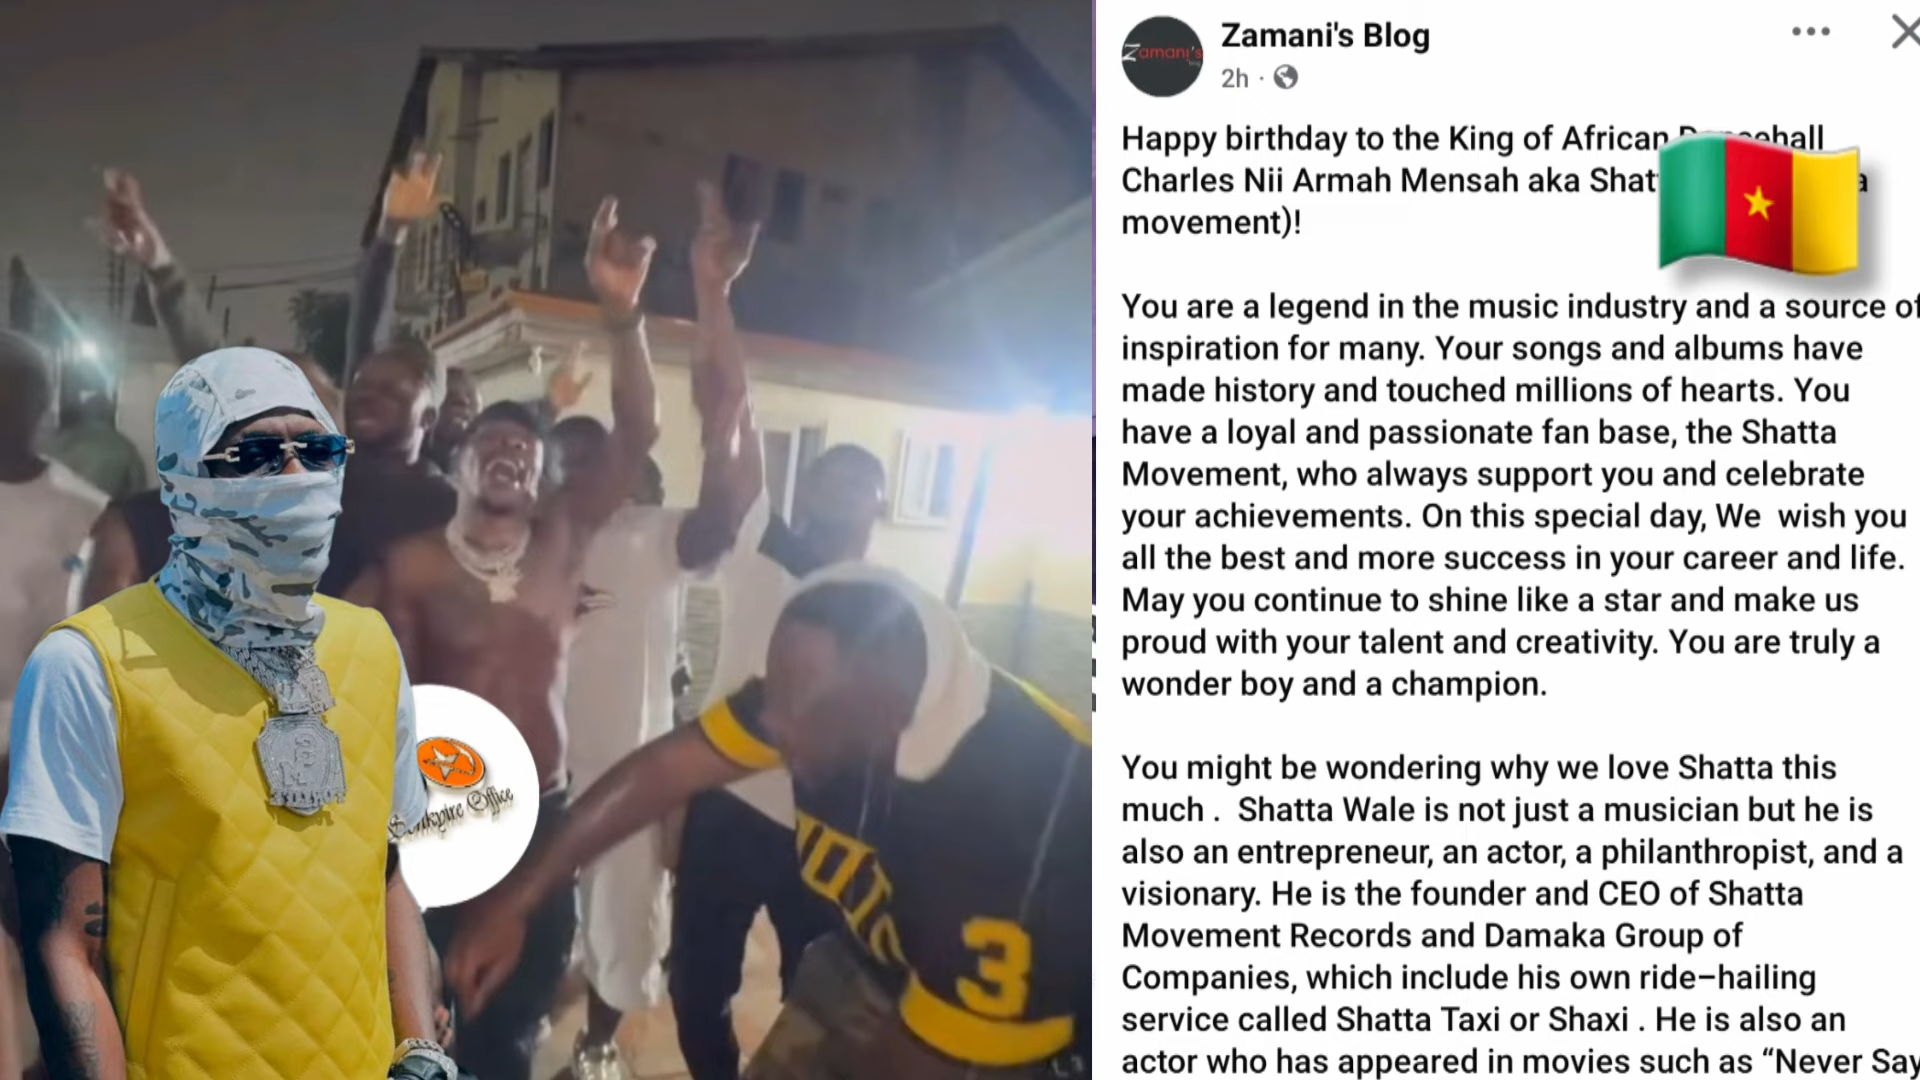 Zamani's Blog
Zamani's
blog
2h ·
Happy birthday to the King of African
Charles Nii Armah Mensah aka
movement)!
You are a legend in the music industry and a source of
inspiration for many. Your songs and albums have
made history and touched millions of hearts. You
have a loyal and passionate fan base, the Shatta
Movement, who always support you and celebrate
your achievements. On this special day, We wish you
all the best and more success in your career and life.
May you continue to shine like a star and make us
proud with your talent and creativity. You are truly a
wonder boy and a champion.
You might be wondering why we love Shatta this
much . Shatta Wale is not just a musician but he is
also an entrepreneur, an actor, a philanthropist, and a
visionary. He is the founder and CEO of Shatta
Movement Records and Damaka Group of
Companies, which include his own ride–hailing
service called Shatta Taxi or Shaxi . He is also an
actor who has appeared in movies such as “Never Say
Office
3
3
M